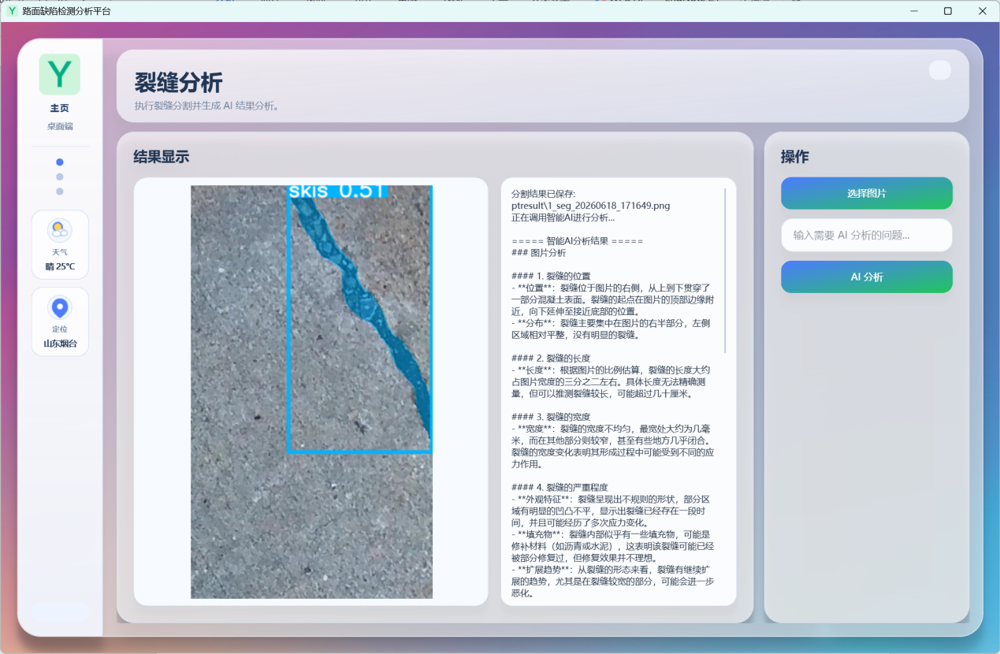 Y 路面缺陷检测分析平台
Y
主页
桌面端
天气
晴 25°C
定位
山东烟台
裂缝分析
执行裂缝分割并生成 AI 结果分析。
结果显示
skis 0.51
分割结果已保存:
ptresult\1_seg_20260618_171649.png
正在调用智能AI进行分析...
===== 智能AI分析结果 =====
### 图片分析
#### 1. 裂缝的位置
- **位置**：裂缝位于图片的右侧，从上到下贯穿了
一部分混凝土表面。裂缝的起点在图片的顶部边缘附
近，向下延伸至接近底部的位置。
- **分布**：裂缝主要集中在图片的右半部分，左侧
区域相对平整，没有明显的裂缝。
#### 2. 裂缝的长度
- **长度**：根据图片的比例估算，裂缝的长度大约
占图片宽度的三分之二左右。具体长度无法精确测
量，但可以推测裂缝较长，可能超过几十厘米。
#### 3. 裂缝的宽度
- **宽度**：裂缝的宽度不均匀，最宽处大约为几毫
米，而在其他部分则较窄，甚至有些地方几乎闭合。
裂缝的宽度变化表明其形成过程中可能受到不同的应
力作用。
#### 4. 裂缝的严重程度
- **外观特征**：裂缝呈现出不规则的形状，部分区
域有明显的凹凸不平，显示出裂缝已经存在一段时
间，并且可能经历了多次应力变化。
- **填充物**：裂缝内部似乎有一些填充物，可能是
修补材料（如沥青或水泥），这表明该裂缝可能已经
被部分修复过，但修复效果并不理想。
- **扩展趋势**：从裂缝的形态来看，裂缝有继续扩
展的趋势，尤其是在裂缝较宽的部分，可能会进一步
恶化。
操作
选择图片
输入需要 AI 分析的问题...
AI 分析